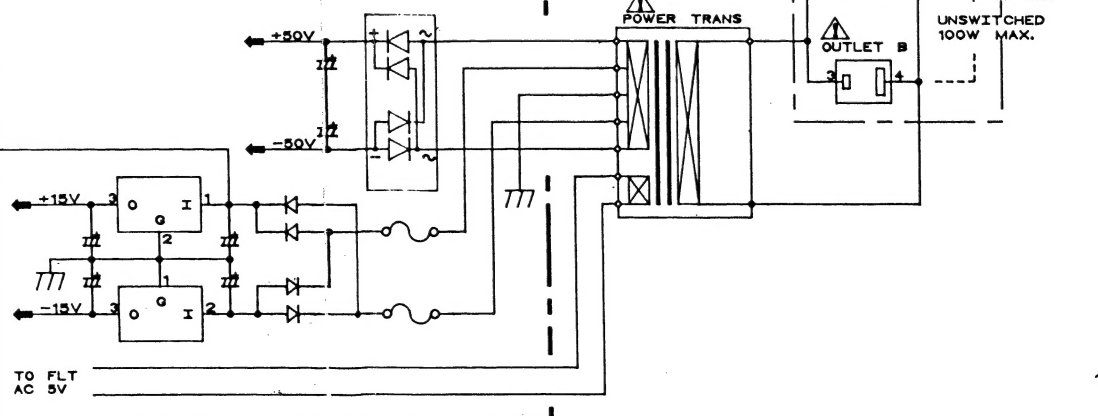 POWER TRANS
UNSWITCHED
100W MAX.
OUTLET B
3 4
+50V
+ ~
-50V
- ~
+15V 3 O I 1
G
2
1
G
-15V 3 O I 2
TO FLT
AC 5V